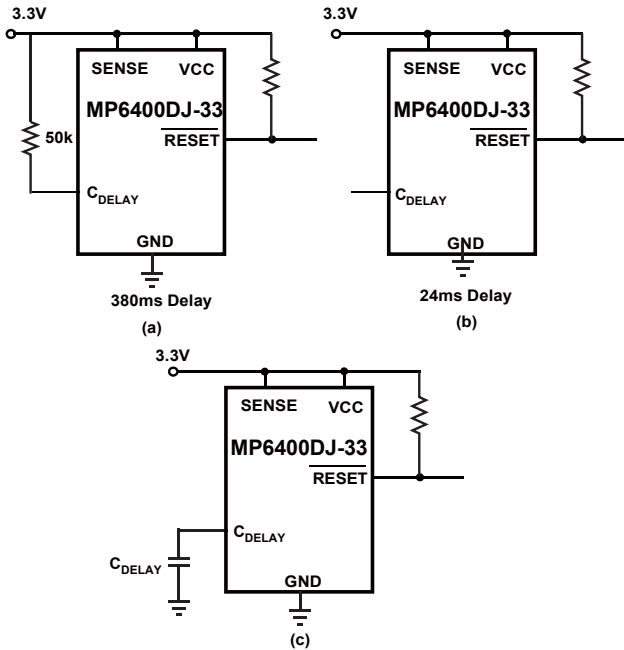 3.3V
SENSE VCC
MP6400DJ-33
RESET
50k
CDELAY
GND
380ms Delay
(a)
3.3V
SENSE VCC
MP6400DJ-33
RESET
CDELAY
GND
24ms Delay
(b)
3.3V
SENSE VCC
MP6400DJ-33
RESET
CDELAY
CDELAY
GND
(c)